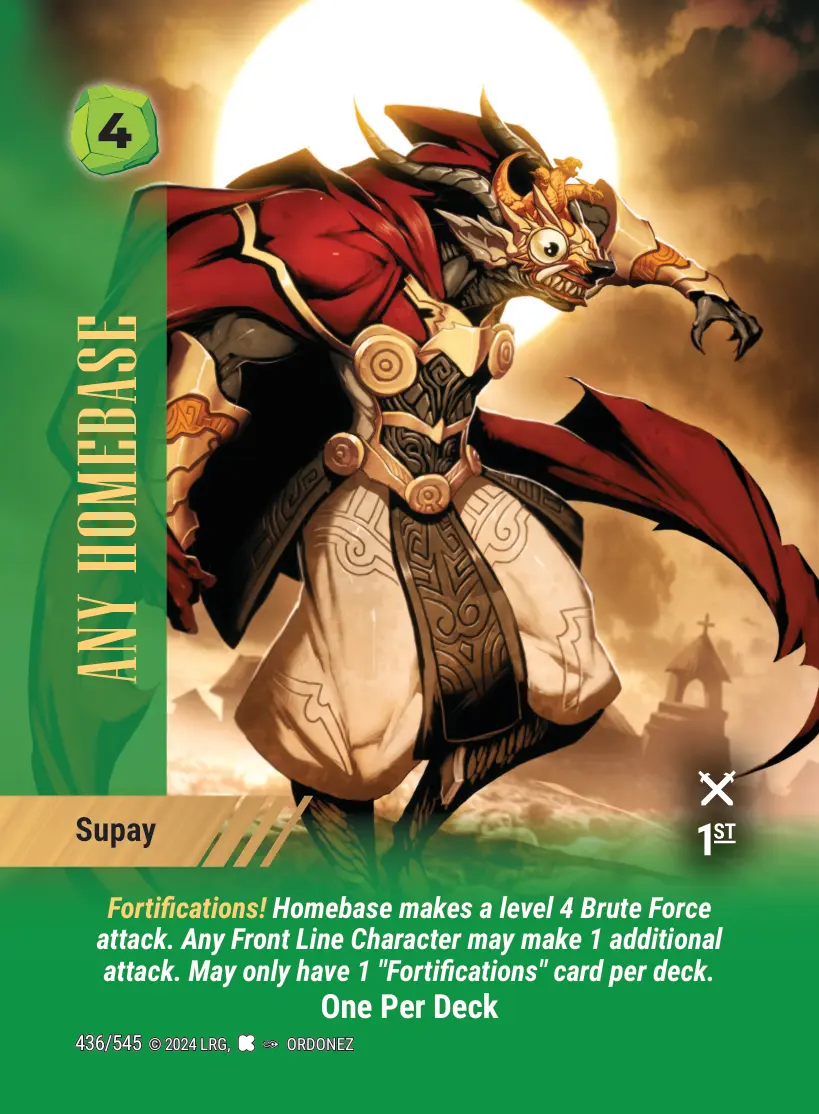 4
ANY HOMEBASE
Supay
1ST
Fortifications! Homebase makes a level 4 Brute Force
attack. Any Front Line Character may make 1 additional
attack. May only have 1 "Fortifications" card per deck.
One Per Deck
436/545 © 2024 LRG, ORDONEZ